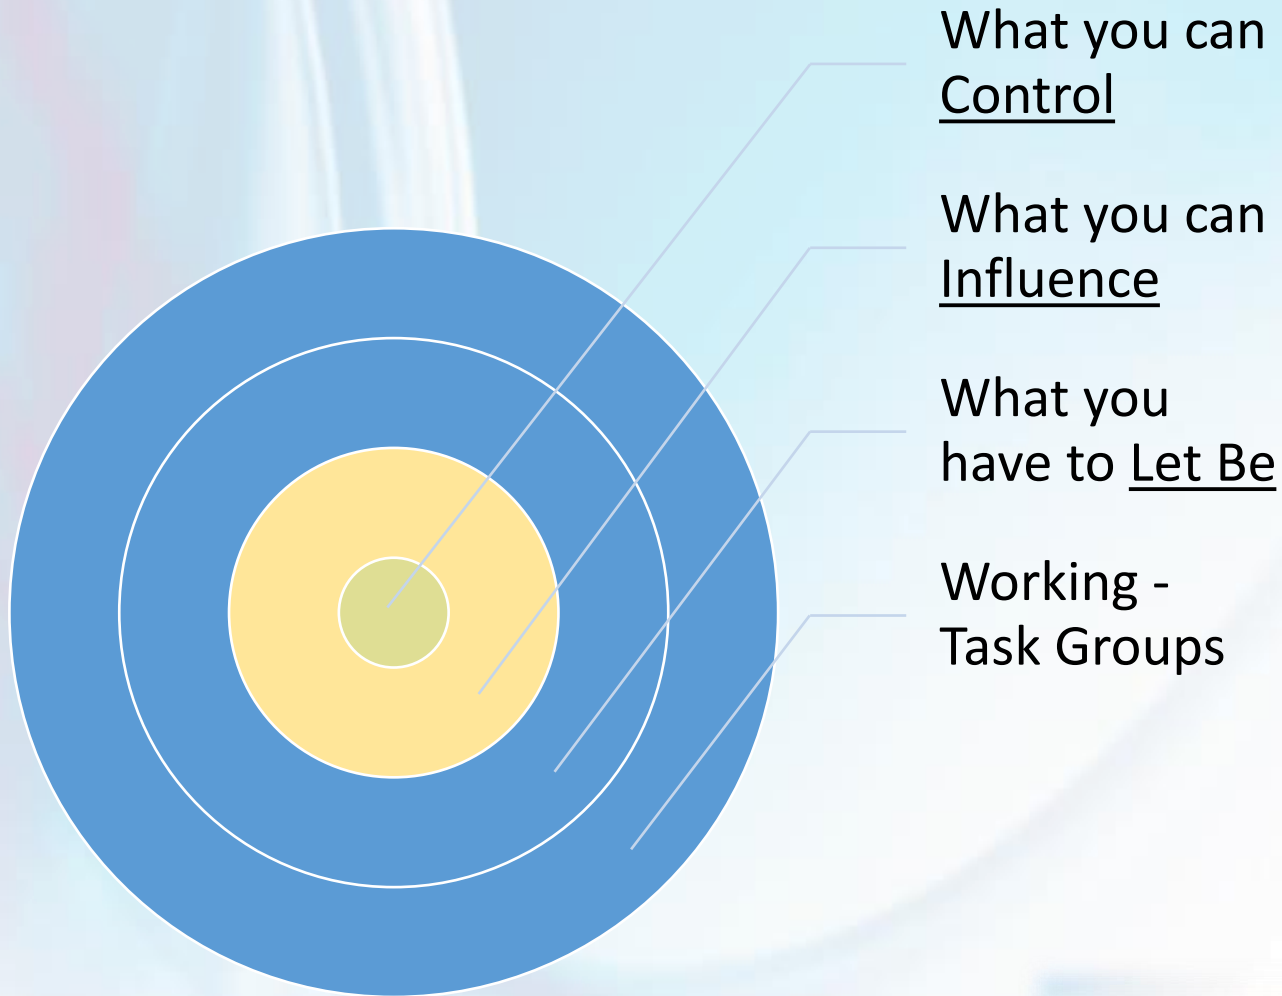 What you can
Control
What you can
Influence
What you
have to Let Be
Working -
Task Groups